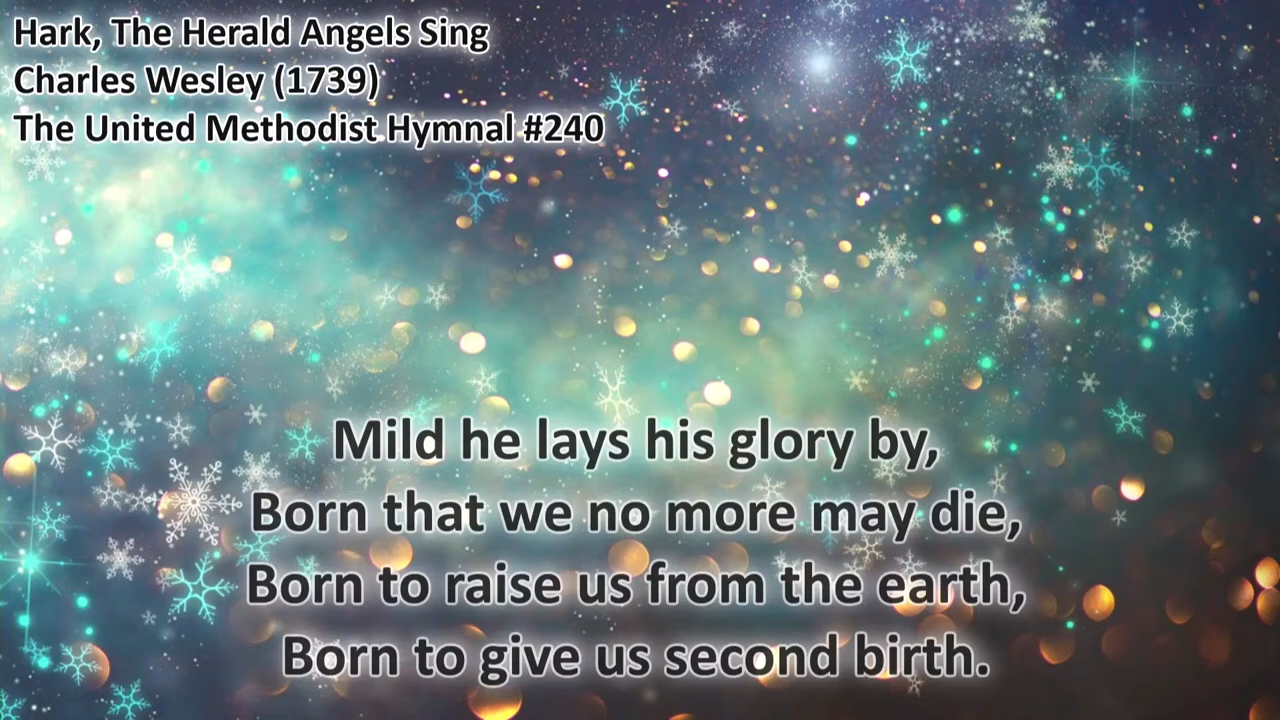 Hark, The Herald Angels Sing
Charles Wesley (1739)
The United Methodist Hymnal #240
Mild he lays his glory by,
Born that we no more may die,
Born to raise us from the earth,
Born to give us second birth.